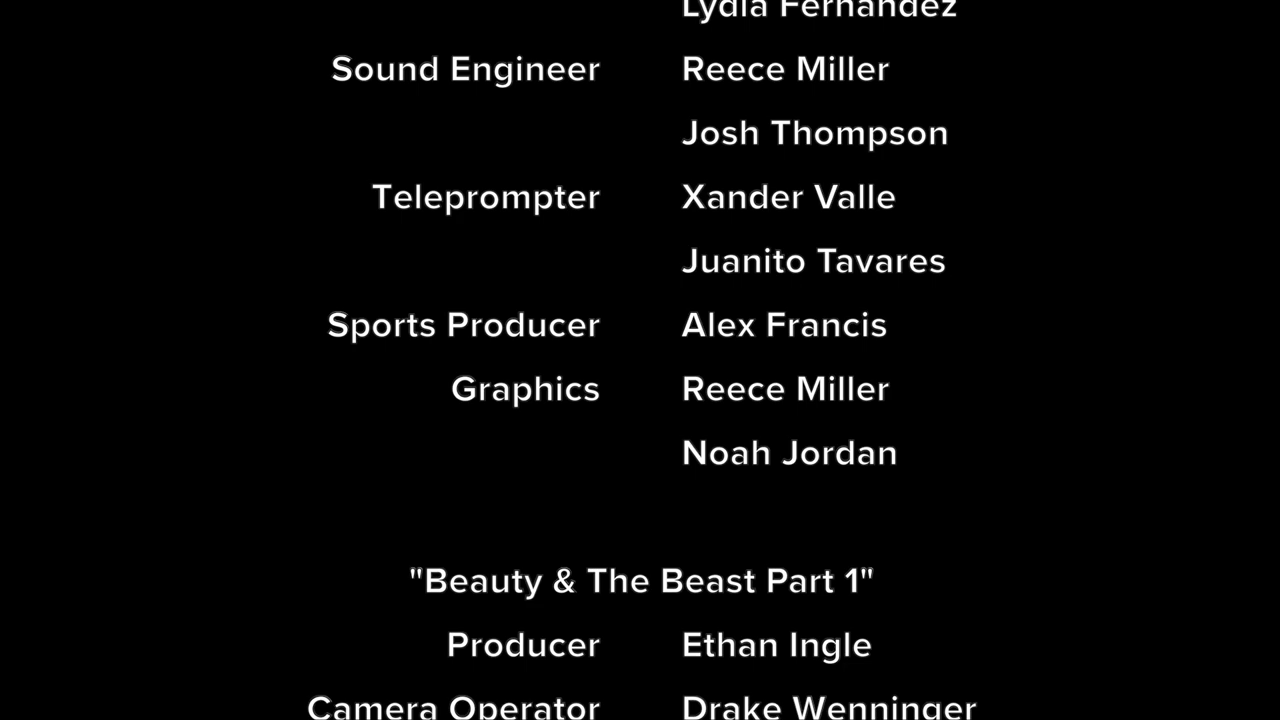 Lydia Fernandez
Sound Engineer Reece Miller
Josh Thompson
Teleprompter Xander Valle
Juanito Tavares
Sports Producer Alex Francis
Graphics Reece Miller
Noah Jordan
"Beauty & The Beast Part 1"
Producer Ethan Ingle
Camera Operator Drake Wenninger